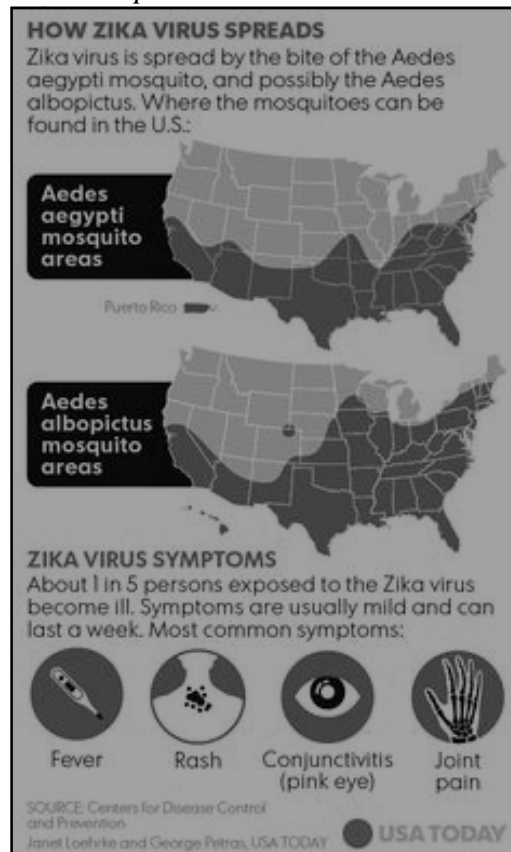 HOW ZIKA VIRUS SPREADS
Zika virus is spread by the bite of the Aedes
aegypti mosquito, and possibly the Aedes
albopictus. Where the mosquitoes can be
found in the U.S.:
Aedes
aegypti
mosquito
areas
Puerto Rico
Aedes
albopictus
mosquito
areas
ZIKA VIRUS SYMPTOMS
About 1 in 5 persons exposed to the Zika virus
become ill. Symptoms are usually mild and can
last a week. Most common symptoms:
Fever
Rash
Conjunctivitis
(pink eye)
Joint
pain
SOURCE: Centers for Disease Control
and Prevention
Janet Loehrke and George Petras, USA TODAY
USA TODAY